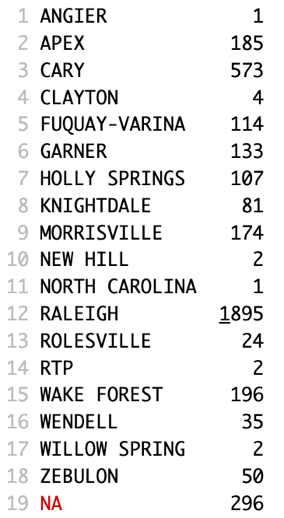 1 ANGIER 1
2 APEX 185
3 CARY 573
4 CLAYTON 4
5 FUQUAY-VARINA 114
6 GARNER 133
7 HOLLY SPRINGS 107
8 KNIGHTDALE 81
9 MORRISVILLE 174
10 NEW HILL 2
11 NORTH CAROLINA 1
12 RALEIGH 1895
13 ROLESVILLE 24
14 RTP 2
15 WAKE FOREST 196
16 WENDELL 35
17 WILLOW SPRING 2
18 ZEBULON 50
19 NA 296